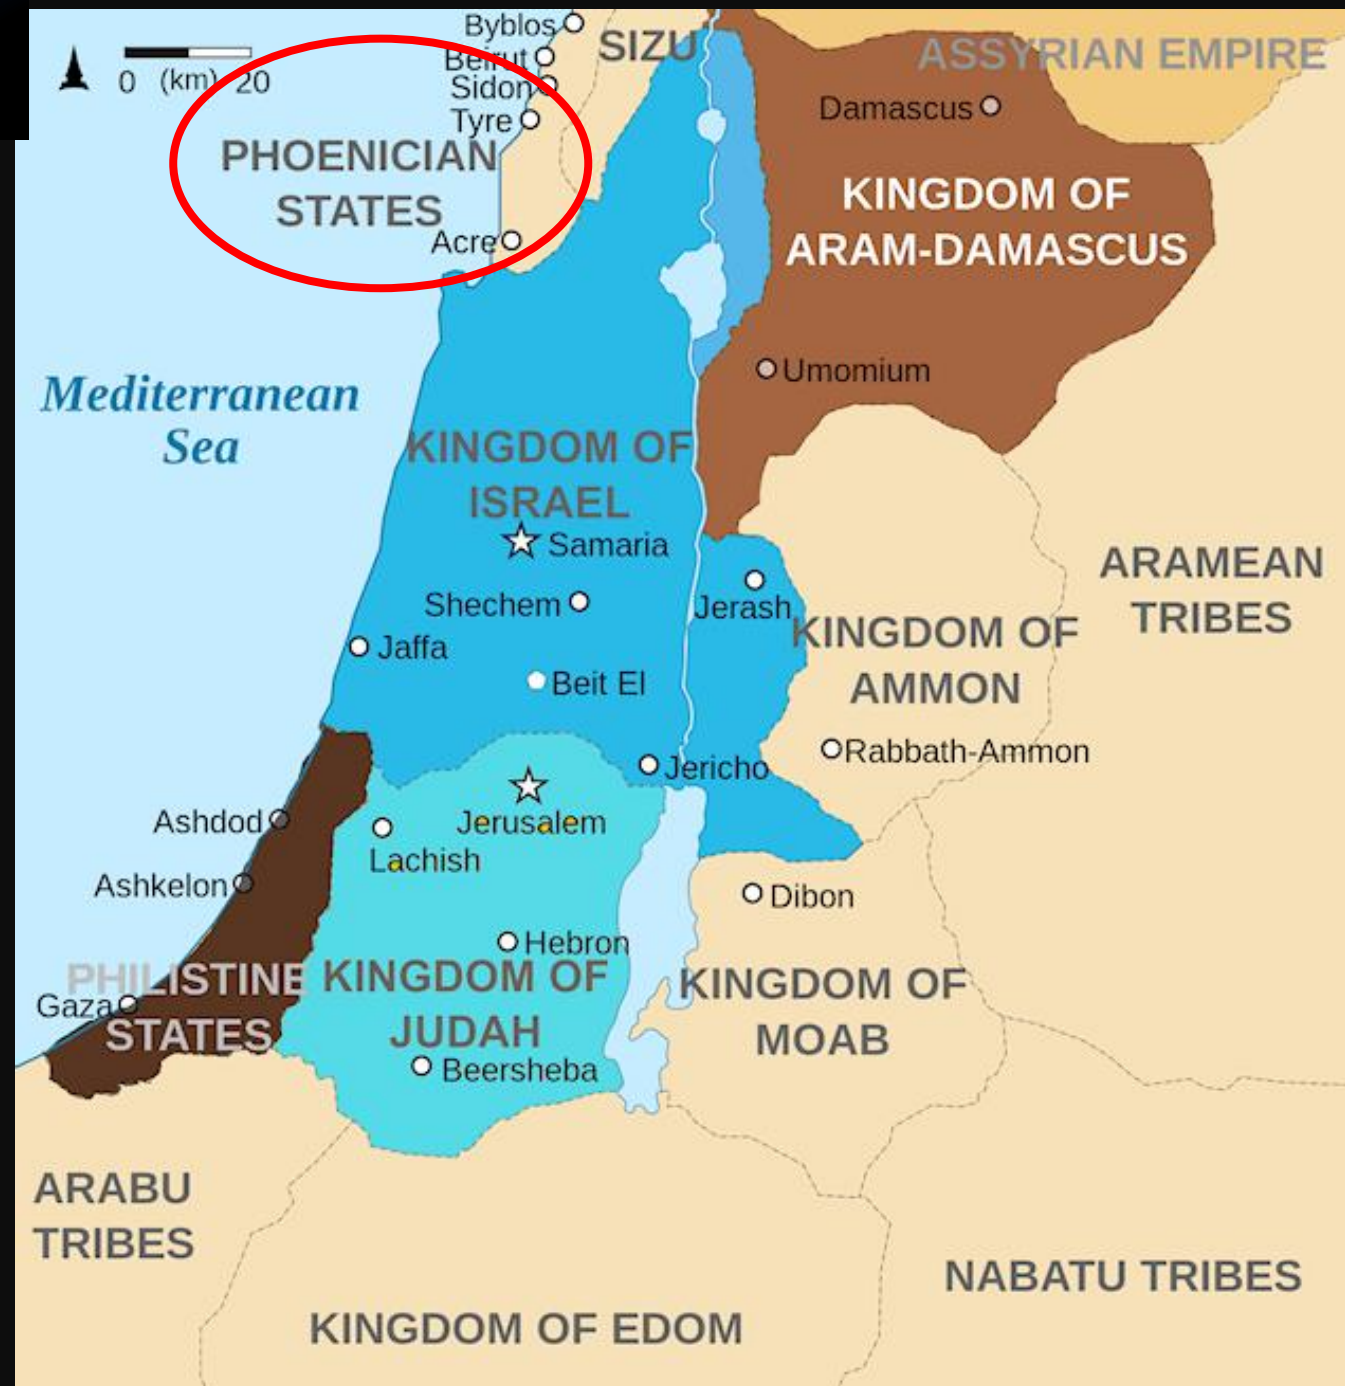 Byblos
Beirut
Sidon
Tyre
SIZU
ASSYRIAN EMPIRE
0 (km) 20
Damascus
PHOENICIAN
STATES
Acre
KINGDOM OF
ARAM-DAMASCUS
Umomium
Mediterranean
Sea
KINGDOM OF
ISRAEL
Samaria
Shechem
Jaffa
Beit El
Jerash
Jericho
ARAMEAN
TRIBES
KINGDOM OF
AMMON
Rabbath-Ammon
Ashdod
Ashkelon
Jerusalem
Lachish
Dibon
Hebron
PHILISTINE
STATES
Gaza
KINGDOM OF
JUDAH
Beersheba
KINGDOM OF
MOAB
ARABU
TRIBES
NABATU TRIBES
KINGDOM OF EDOM